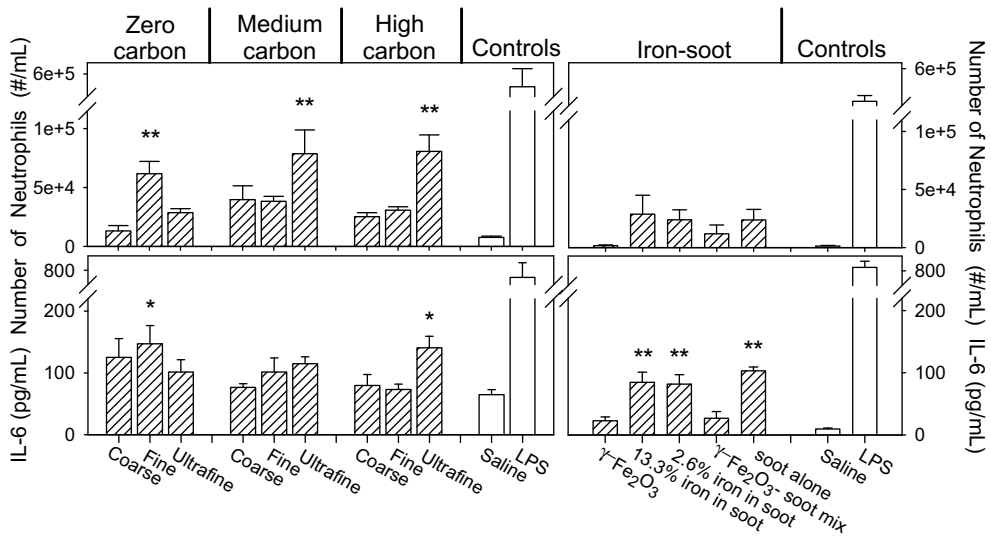 Zero carbon
Medium carbon
High carbon
Controls
Iron-soot
Controls
Number of Neutrophils (#/mL)
6e+5
1e+5
5e+4
0
**
**
**
6e+5
1e+5
5e+4
0
Number of Neutrophils (#/mL)
IL-6 (pg/mL)
800
200
100
0
*
*
**
**
**
800
200
100
0
IL-6 (pg/mL)
Coarse
Fine
Ultrafine
Coarse
Fine
Ultrafine
Coarse
Fine
Ultrafine
Saline
LPS
γ-Fe₂O₃
13.3% iron in soot
2.6% iron in soot
γ-Fe₂O₃- soot mix
soot alone
Saline
LPS